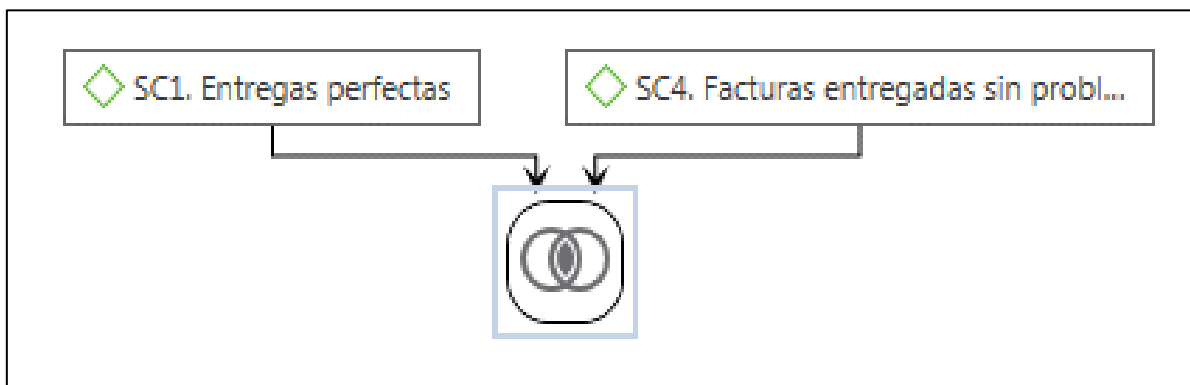 SC1. Entregas perfectas
SC4. Facturas entregadas sin probl...